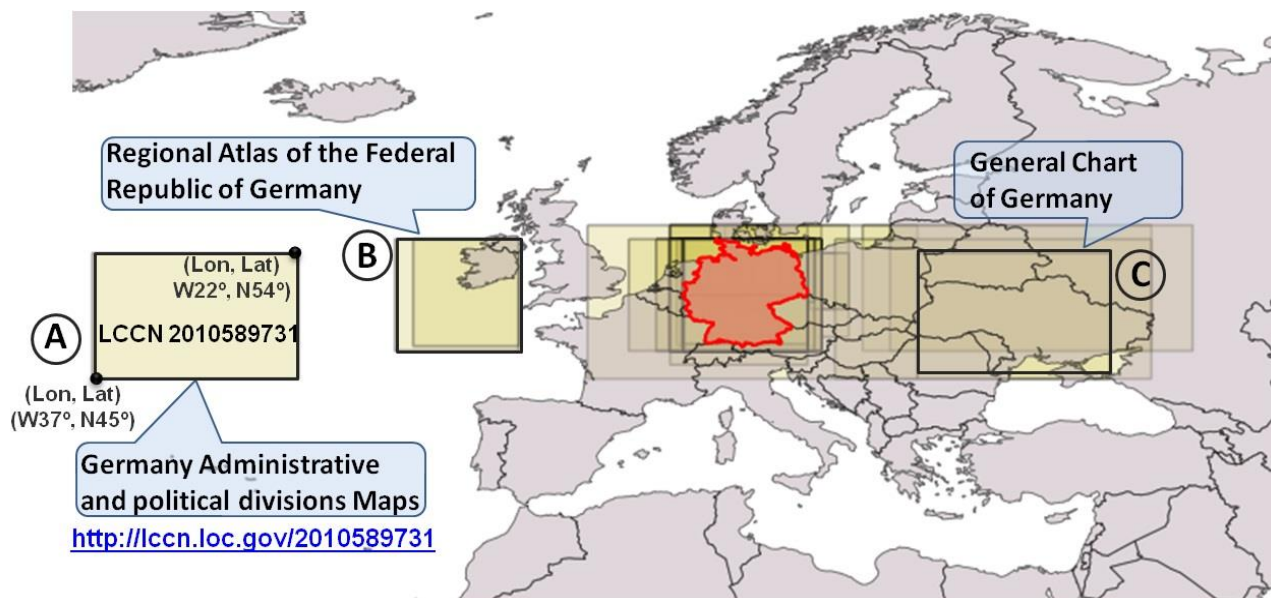 Regional Atlas of the Federal
Republic of Germany
General Chart
of Germany
B
C
(Lon, Lat)
W22º, N54º)
A
LCCN 2010589731
(Lon, Lat)
(W37º, N45º)
Germany Administrative
and political divisions Maps
http://lccn.loc.gov/2010589731